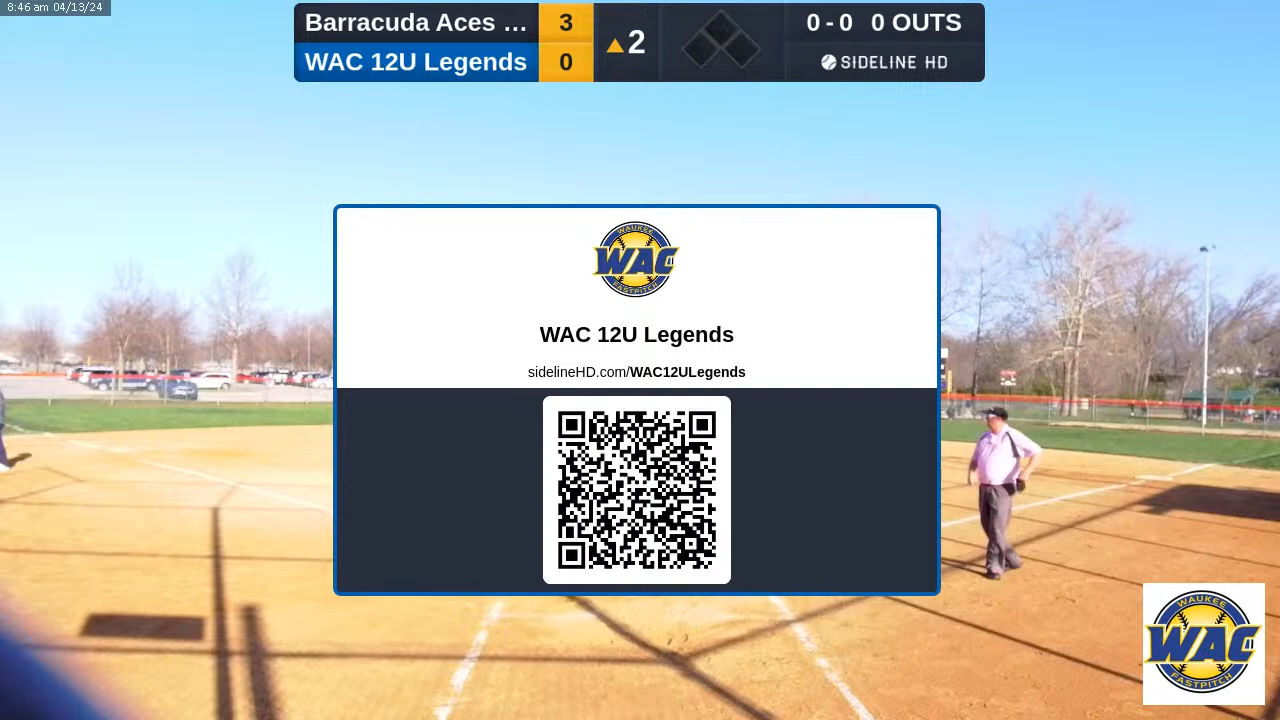 8:46 am 04/13/24
Barracuda Aces ... 3
WAC 12U Legends 0
2
0 - 0 0 OUTS
SIDELINE HD
WAUKEE
WAC
FASTPITCH
WAC 12U Legends
sidelineHD.com/WAC12ULegends
WAUKEE
WAC
FASTPITCH